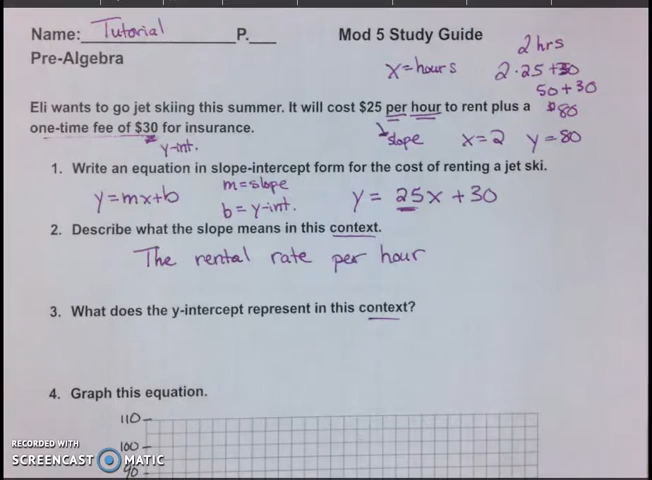 Name: Tutorial P.
Mod 5 Study Guide
Pre-Algebra
2 hrs
x=hours
2·25+30
50+30
$80
Eli wants to go jet skiing this summer. It will cost $25 per hour to rent plus a
one-time fee of $30 for insurance.
y-int.
slope
x=2 y=80
1. Write an equation in slope-intercept form for the cost of renting a jet ski.
y=mx+b
m=slope
b=y-int.
y = 25x +30
2. Describe what the slope means in this context.
The rental rate per hour
3. What does the y-intercept represent in this context?
4. Graph this equation.
110
100
90
RECORDED WITH
SCREENCAST MATIC